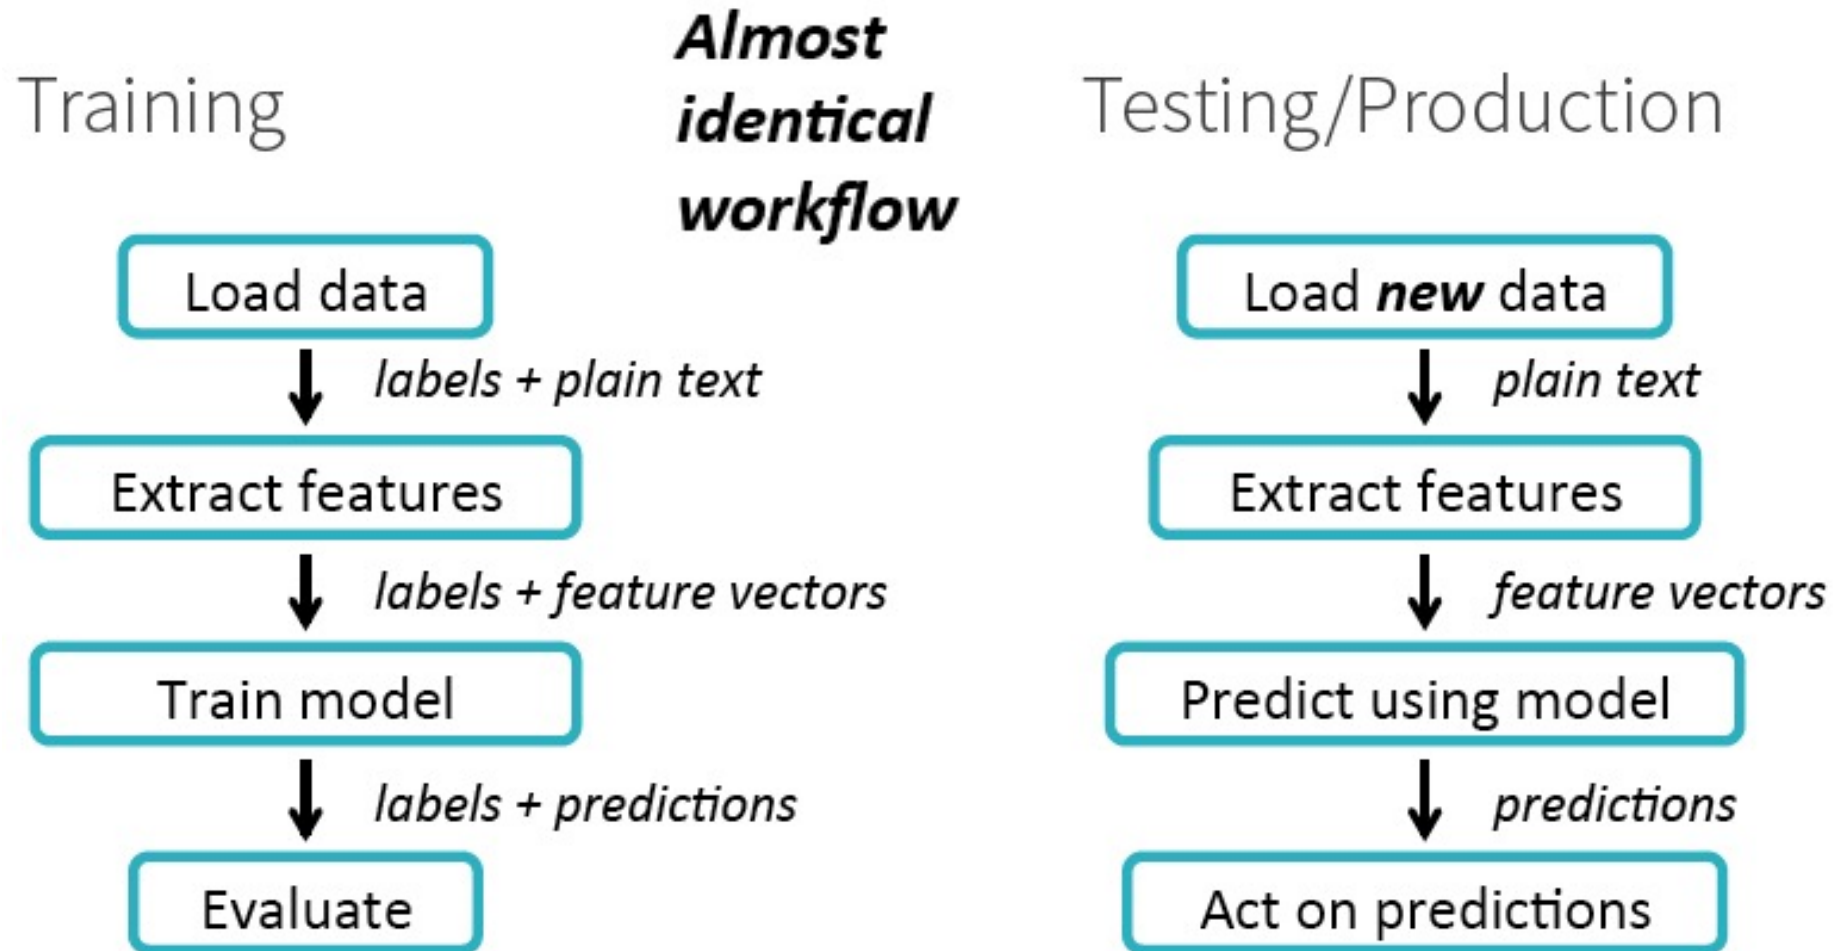 Almost
identical
workflow
Training
Testing/Production
Load data
labels + plain text
Extract features
labels + feature vectors
Train model
labels + predictions
Evaluate
Load new data
plain text
Extract features
feature vectors
Predict using model
predictions
Act on predictions